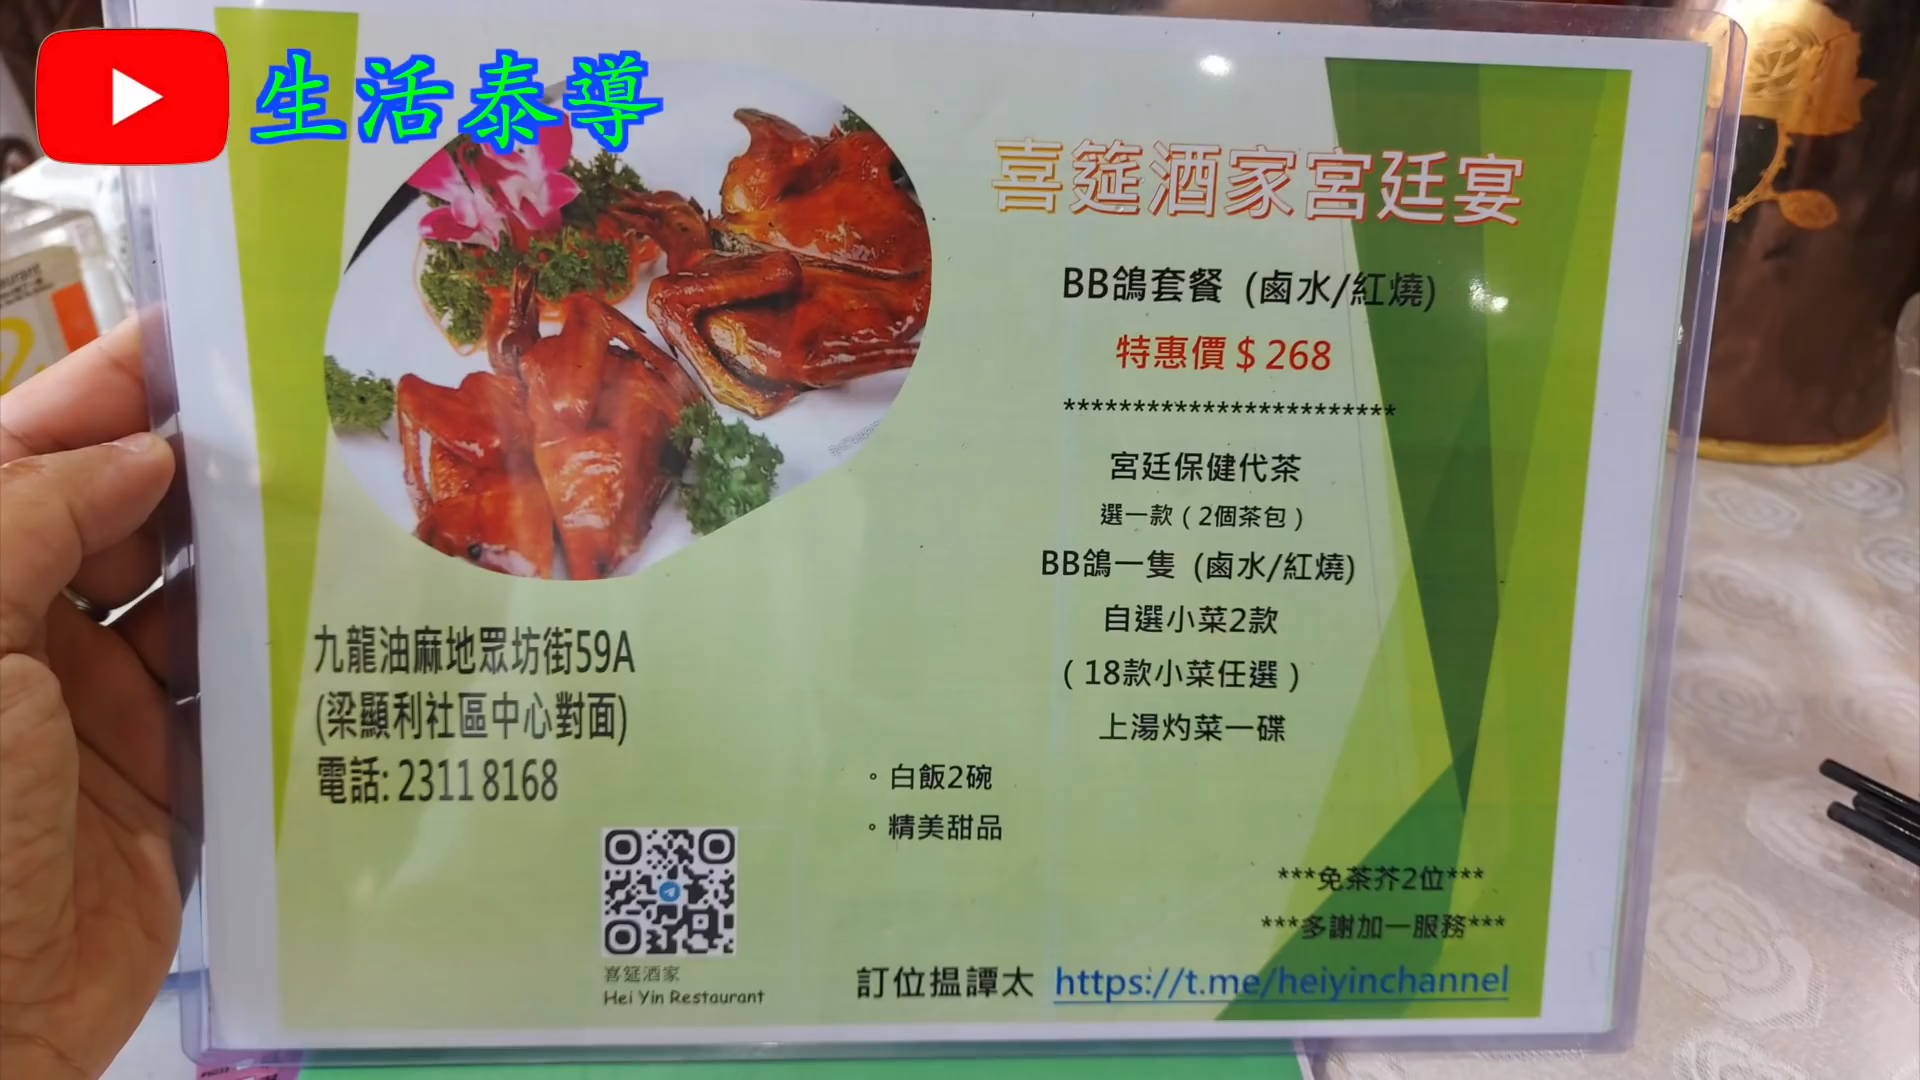 生活泰導
喜筵酒家宮廷宴
BB鴿套餐 (鹵水/紅燒)
特惠價 $ 268
************************
宮廷保健代茶
選一款（2個茶包）
BB鴿一隻 (鹵水/紅燒)
自選小菜2款
（18款小菜任選）
上湯灼菜一碟
。白飯2碗
。精美甜品
***免茶芥2位***
***多謝加一服務***
訂位搵譚太 https://t.me/heiyinchannel
九龍油麻地眾坊街59A
(梁顯利社區中心對面)
電話: 2311 8168
喜筵酒家
Hei Yin Restaurant